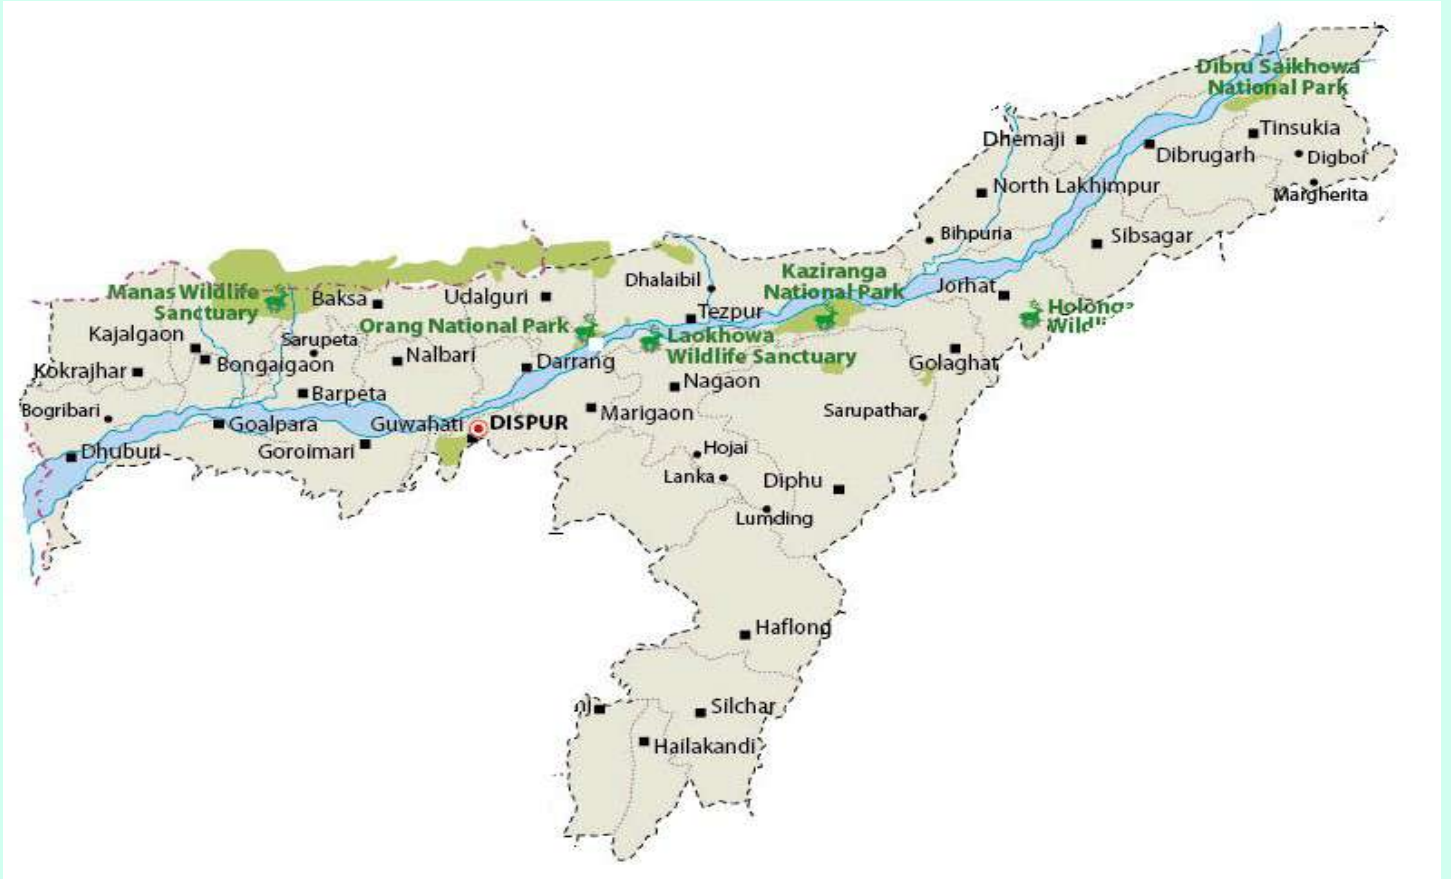 Dibru Saikhowa
National Park
Tinsukia
Dhemaji
Dibrugarh
Digboi
North Lakhimpur
Margherita
Bihpuria
Sibsagar
Kaziranga
National Park
Dhalaibil
Jorhat
Manas Wildlife
Sanctuary
Baksa
Udalguri
Tezpur
Orang National Park
Laokhowa
Wildlife Sanctuary
Kajalgaon
Sarupeta
Bongaigaon
Nalbari
Darrang
Golaghat
Kokrajhar
Nagaon
Barpeta
Bogribari
Marigaon
Sarupathar
Goalpara
Guwahati
DISPUR
Dhuburi
Goroimari
Hojai
Lanka
Diphu
Lumding
Haflong
Silchar
Hailakandi